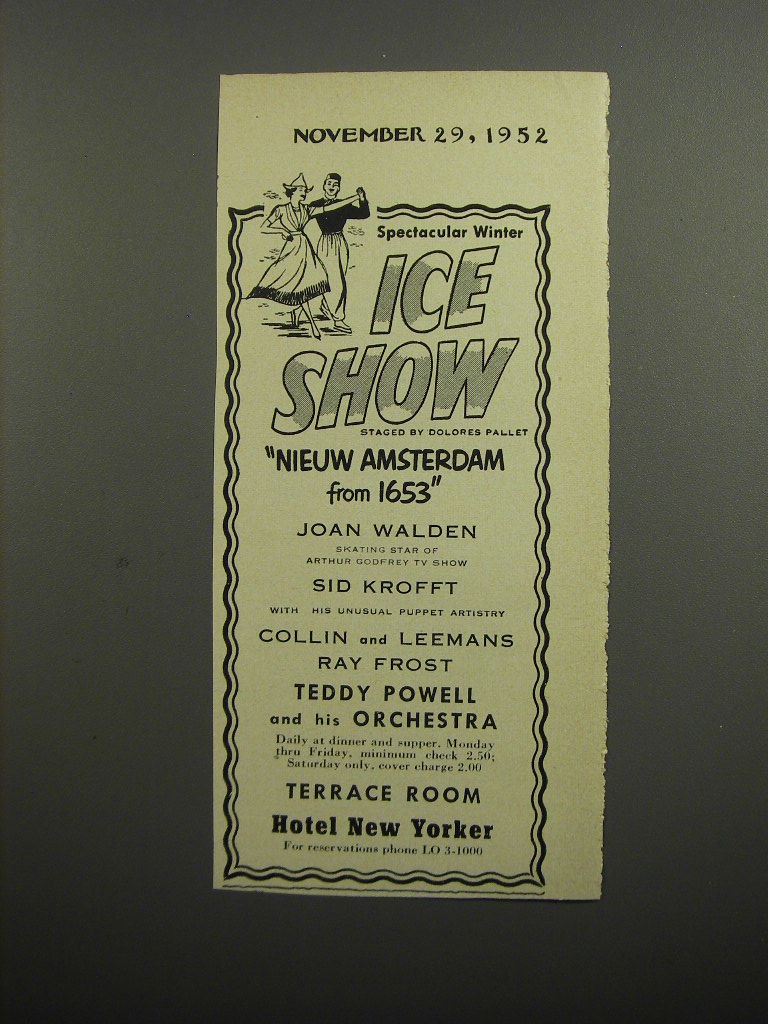 NOVEMBER 29, 1952
Spectacular Winter
ICE
SHOW
STAGED BY DOLORES PALLET
"NIEUW AMSTERDAM
from 1653"
JOAN WALDEN
SKATING STAR OF
ARTHUR GODFREY TV SHOW
SID KROFFT
WITH HIS UNUSUAL PUPPET ARTISTRY
COLLIN and LEEMANS
RAY FROST
TEDDY POWELL
and his ORCHESTRA
Daily at dinner and supper. Monday
thru Friday, minimum check 2.50;
Saturday only, cover charge 2.00
TERRACE ROOM
Hotel New Yorker
For reservations phone LO 3-1000